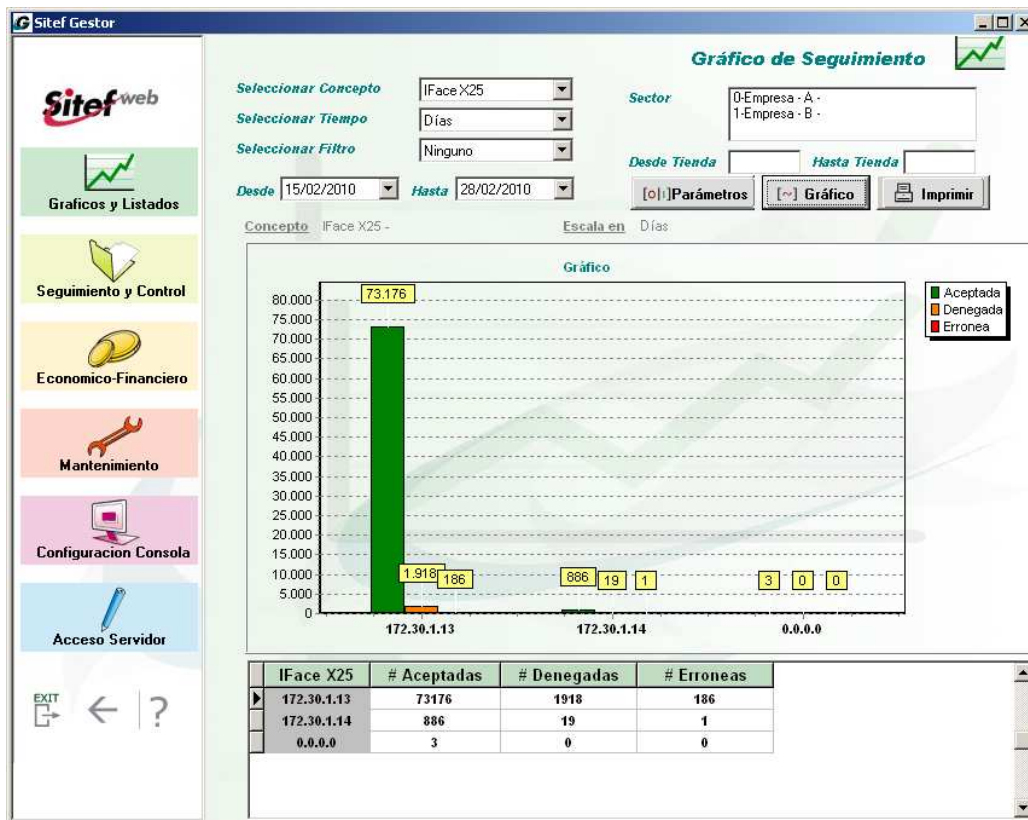 Sitef Gestor
Sitef web
Graficos y Listados
Seguimiento y Control
Economico-Financiero
Mantenimiento
Configuracion Consola
Acceso Servidor
EXIT
?
Gráfico de Seguimiento
Seleccionar Concepto IFace X25
Seleccionar Tiempo Días
Seleccionar Filtro Ninguno
Desde 15/02/2010 Hasta 28/02/2010
Sector 0-Empresa - A -
1-Empresa - B -
Desde Tienda Hasta Tienda
[o|ı]Parámetros [~] Gráfico Imprimir
Concepto IFace X25 - Escala en Días
Gráfico
80.000
75.000
70.000
65.000
60.000
55.000
50.000
45.000
40.000
35.000
30.000
25.000
20.000
15.000
10.000
5.000
0
73.176
1.918 186 886 19 1 3 0 0
172.30.1.13 172.30.1.14 0.0.0.0
Aceptada
Denegada
Erronea
IFace X25 # Aceptadas # Denegadas # Erroneas
172.30.1.13 73176 1918 186
172.30.1.14 886 19 1
0.0.0.0 3 0 0